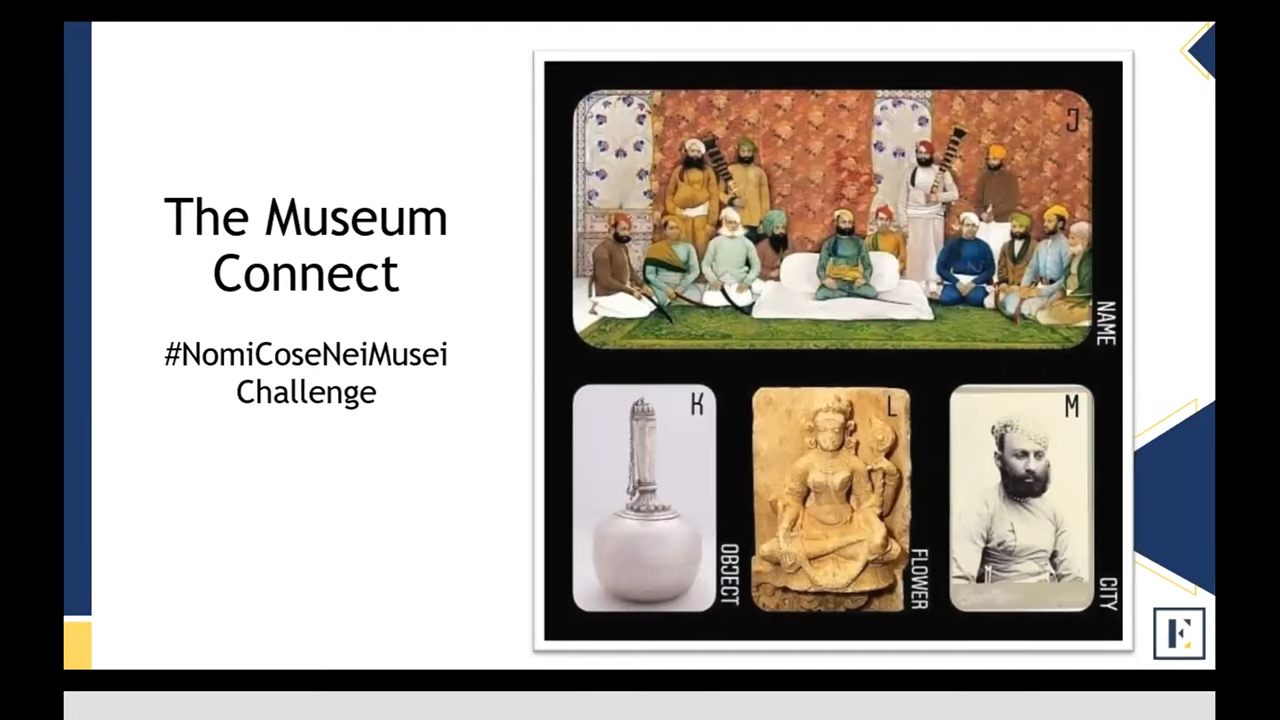 The Museum
Connect
#NomiCoseNeiMusei
Challenge
J
NAME
K
OBJECT
L
FLOWER
M
CITY
E